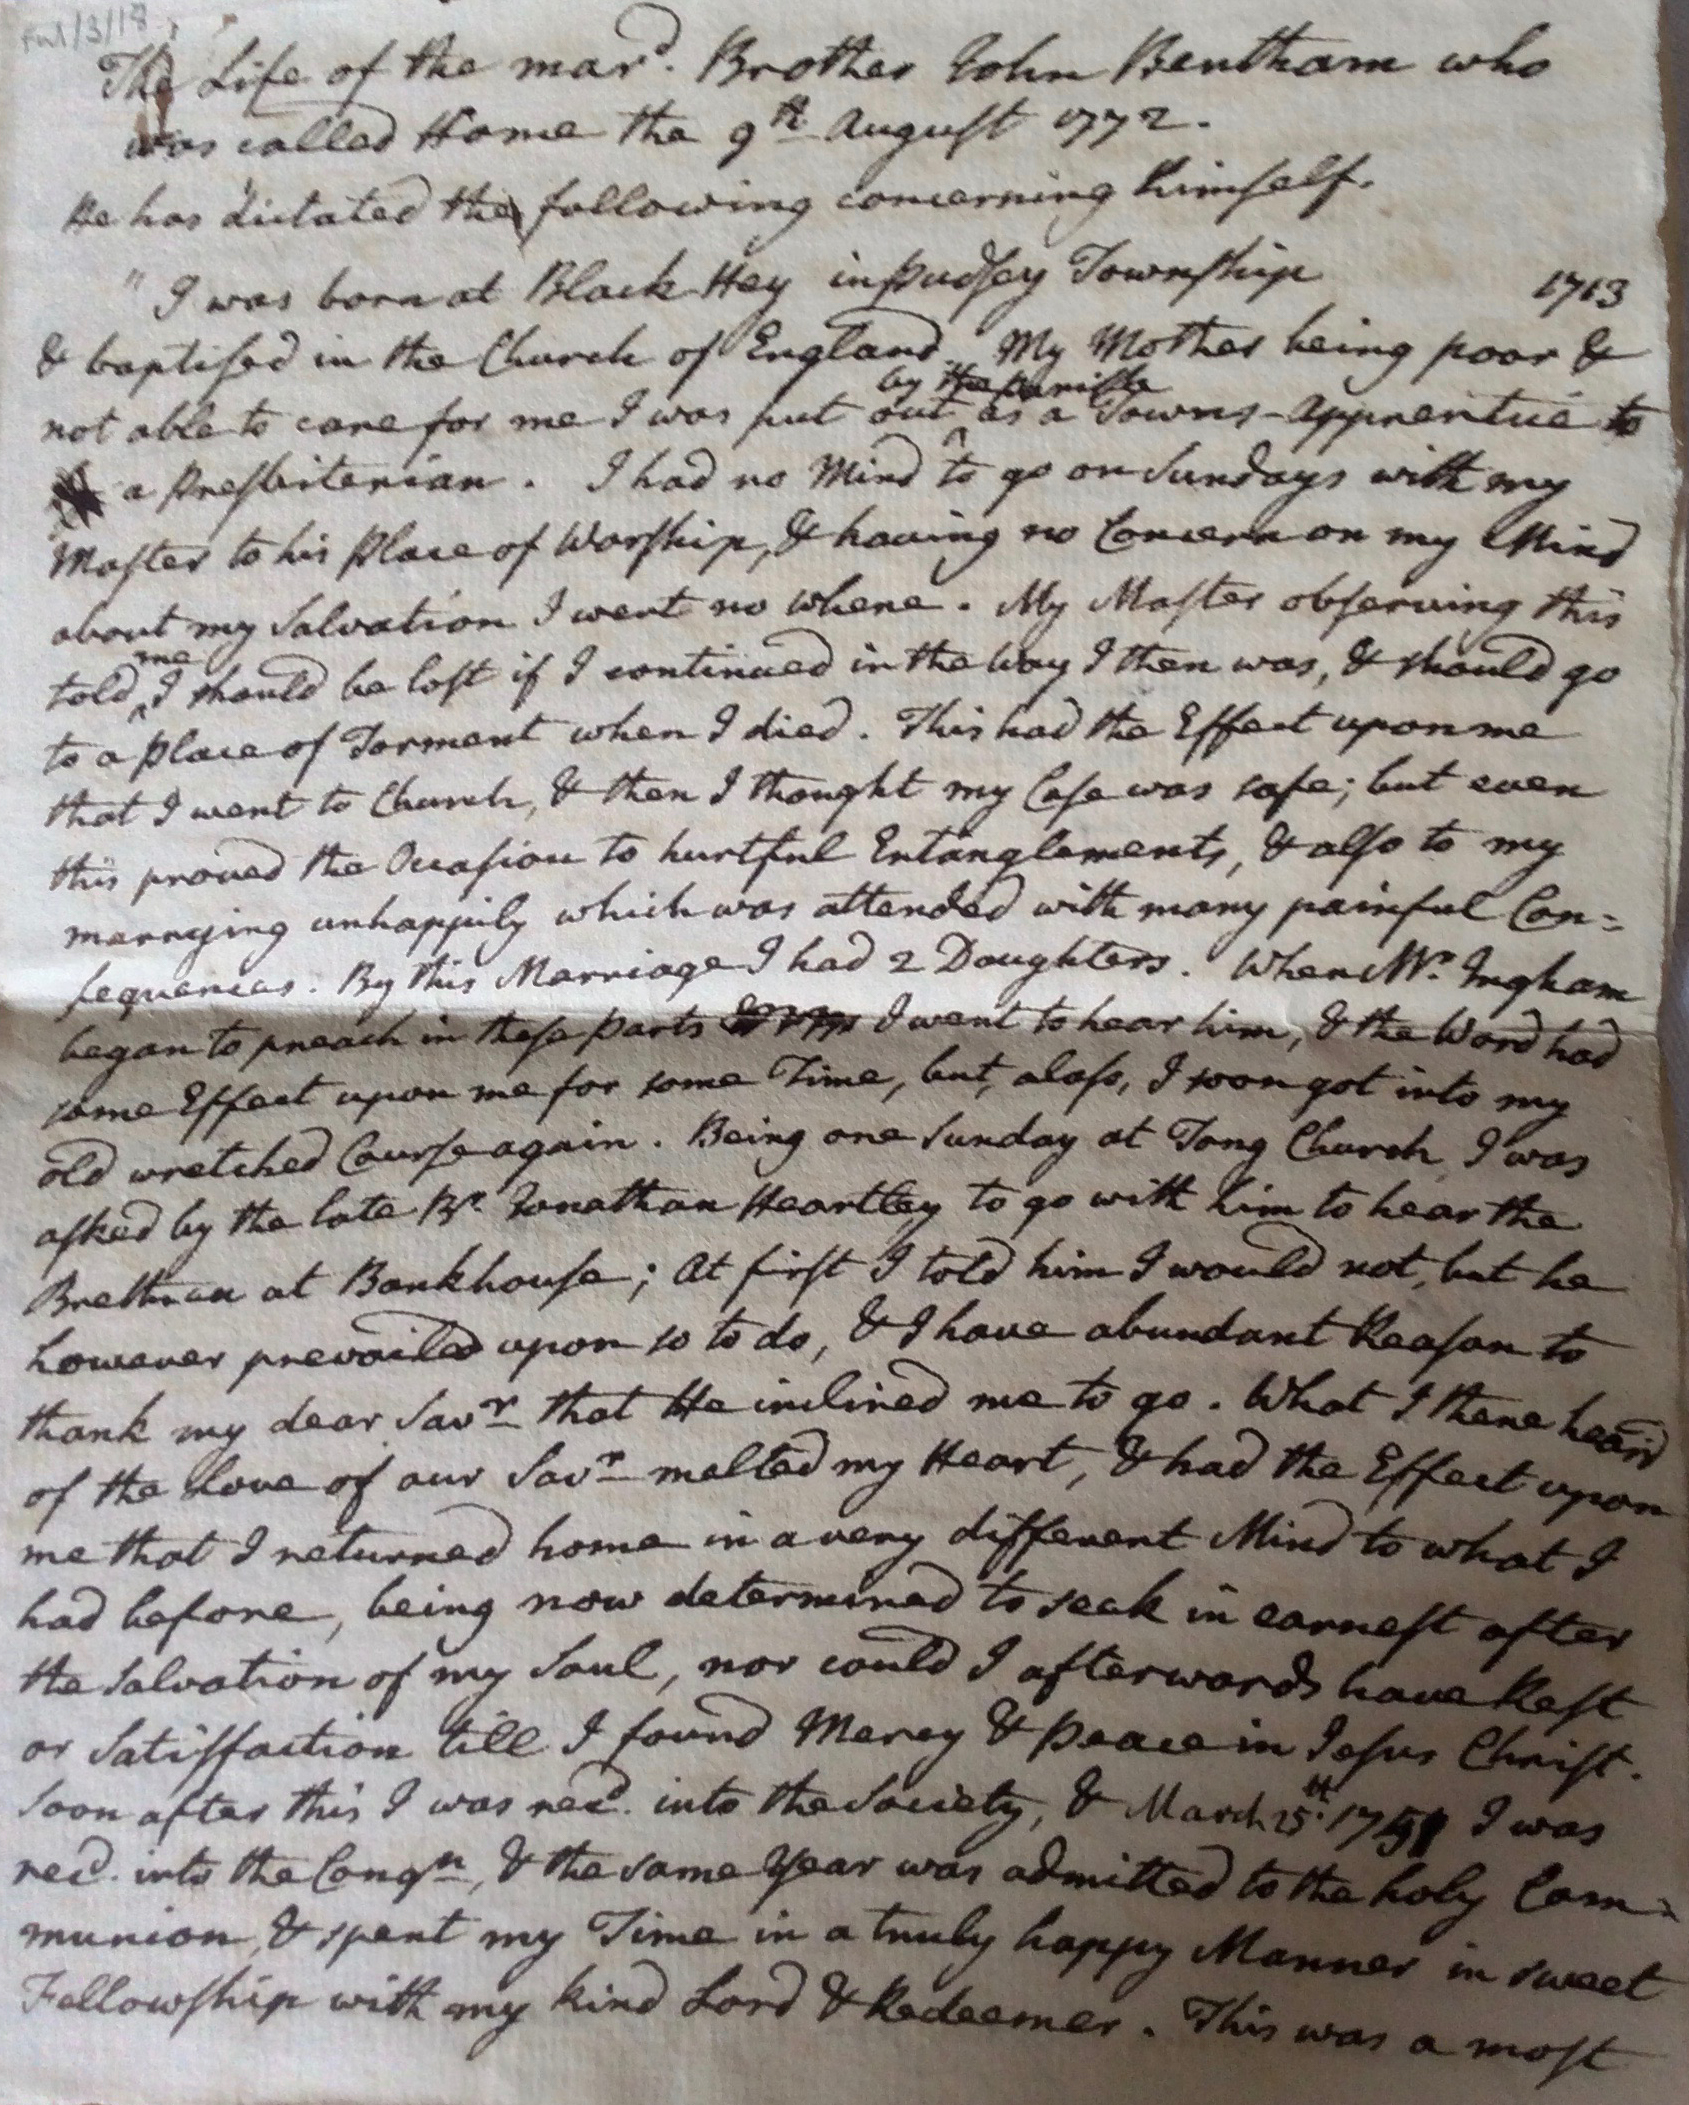 Ful/3/18
The Life of the mar^d. Brother John Bentham who
was called Home the 9th August 1772.
He has dictated the following concerning himself.
"I was born at Black Hey in Pudsey Township 1713
& baptised in the Church of England. My Mother being poor &
by the Parish
not able to care for me I was put out as a Towns-Apprentice to
a Presbiterian. I had no Mind to go on Sundays with my
Master to his Place of Worship, & having no Concern on my Mind
about my Salvation I went no where. My Master observing this
me
told I should be lost if I continued in the Way I then was, & should go
to a Place of Torment when I died. This had the Effect upon me
that I went to Church, & then I thought my Case was safe; but even
this proved the Occasion to hurtful Entanglements, & also to my
marrying unhappily which was attended with many painful Con=
sequences. By this Marriage I had 2 Daughters. When Mr. Ingham
began to preach in these Parts I went to hear him, & the Word had
some Effect upon me for some Time, but, alass, I soon got into my
old wretched Course again. Being one Sunday at Tong Church, I was
asked by the late Br. Jonathan Heartley to go with him to hear the
Brethren at Bankhouse; At first I told him I would not, but he
however prevailed upon so to do, & I have abundant Reason to
thank my dear Savr that He inclined me to go. What I there heard
of the Love of our Savr melted my Heart, & had the Effect upon
me that I returned home in a very different Mind to what I
had before, being now determined to seek in earnest after
the Salvation of my Soul, nor could I afterwards have Rest
or Satisfaction till I found Mercy & Peace in Jesus Christ.
Soon after this I was recd. into the Society, & March 25th. 1751 I was
recd. into the Congn, & the same Year was admitted to the holy Com=
munion, & spent my Time in a truly happy Manner in sweet
Fellowship with my kind Lord & Redeemer. This was a most